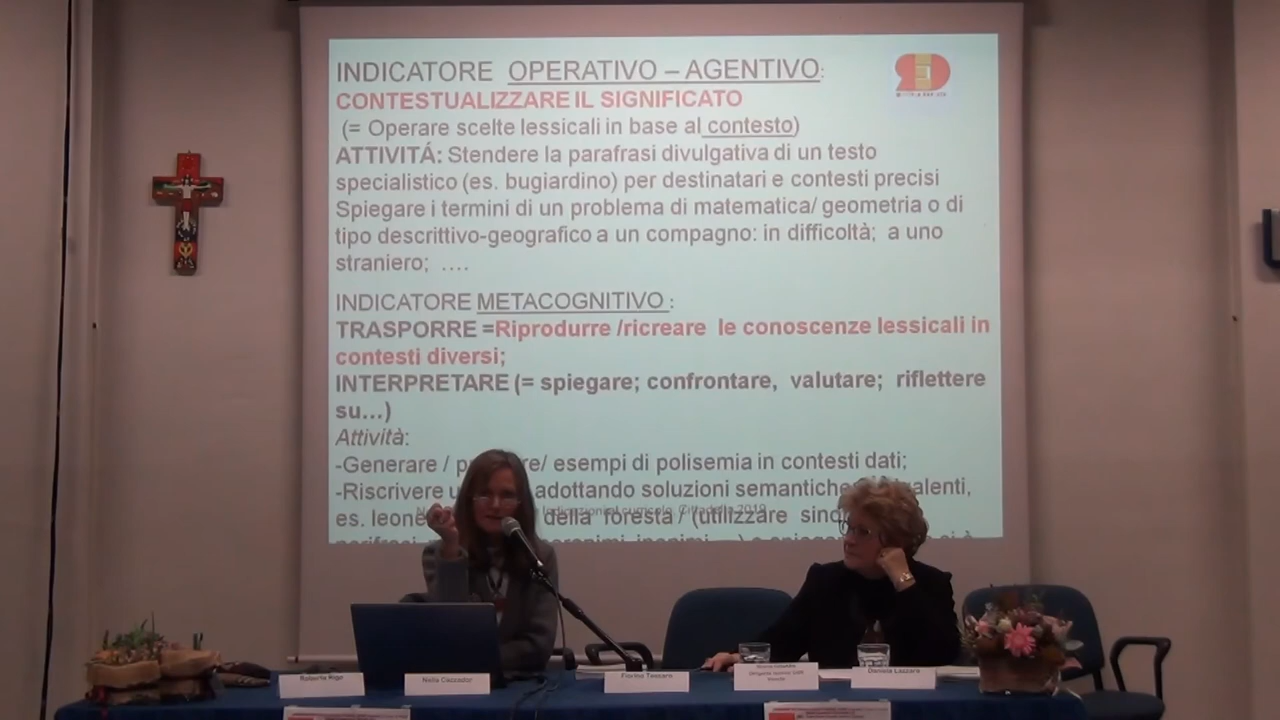 INDICATORE OPERATIVO – AGENTIVO:
CONTESTUALIZZARE IL SIGNIFICATO
(= Operare scelte lessicali in base al contesto)
ATTIVITÁ: Stendere la parafrasi divulgativa di un testo
specialistico (es. bugiardino) per destinatari e contesti precisi
Spiegare i termini di un problema di matematica/ geometria o di
tipo descrittivo-geografico a un compagno: in difficoltà; a uno
straniero; ….
INDICATORE METACOGNITIVO :
TRASPORRE =Riprodurre /ricreare le conoscenze lessicali in
contesti diversi;
INTERPRETARE (= spiegare; confrontare, valutare; riflettere
su…)
Attività:
-Generare / re/ esempi di polisemia in contesti dati;
-Riscrivere adottando soluzioni semantiche
es. leone della foresta / (utilizzare
Cittadella 2019
Roberta Rigo
Nella Cazzador
Fiorino Tessaro
Daniela Lazzaro